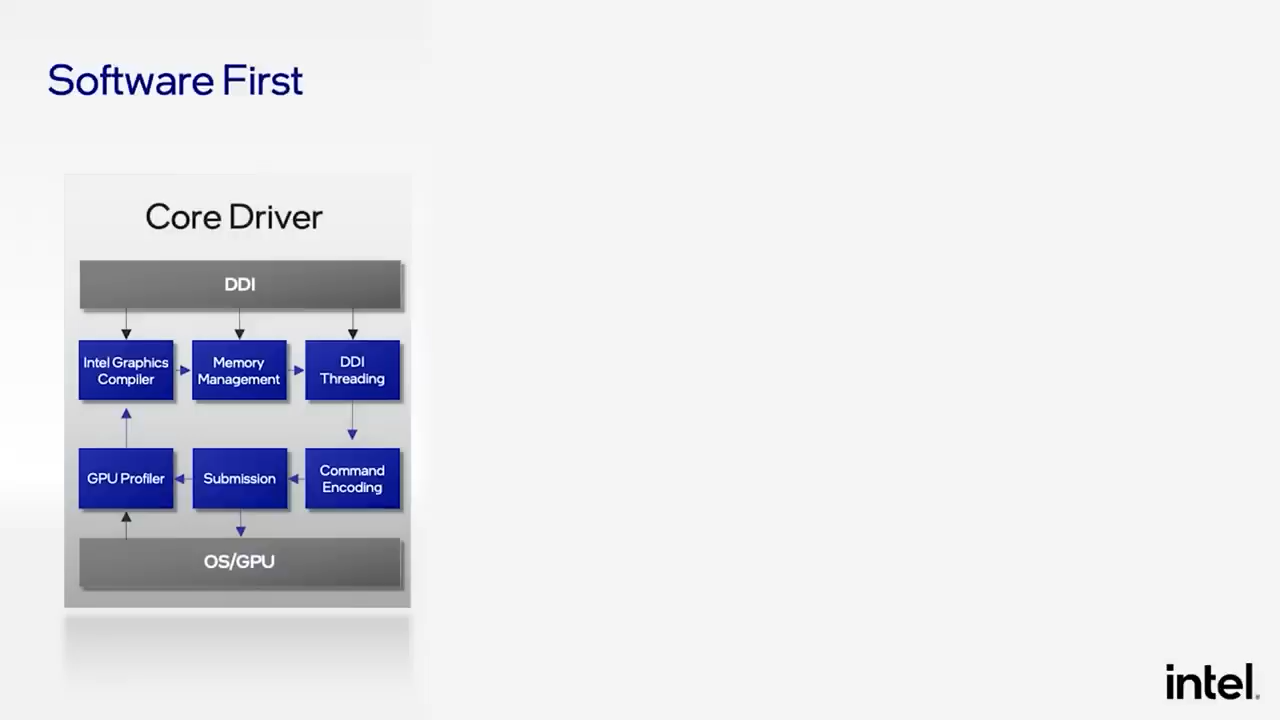 Software First
Core Driver
DDI
Intel Graphics
Compiler
Memory
Management
DDI
Threading
GPU Profiler
Submission
Command
Encoding
OS/GPU
intel.